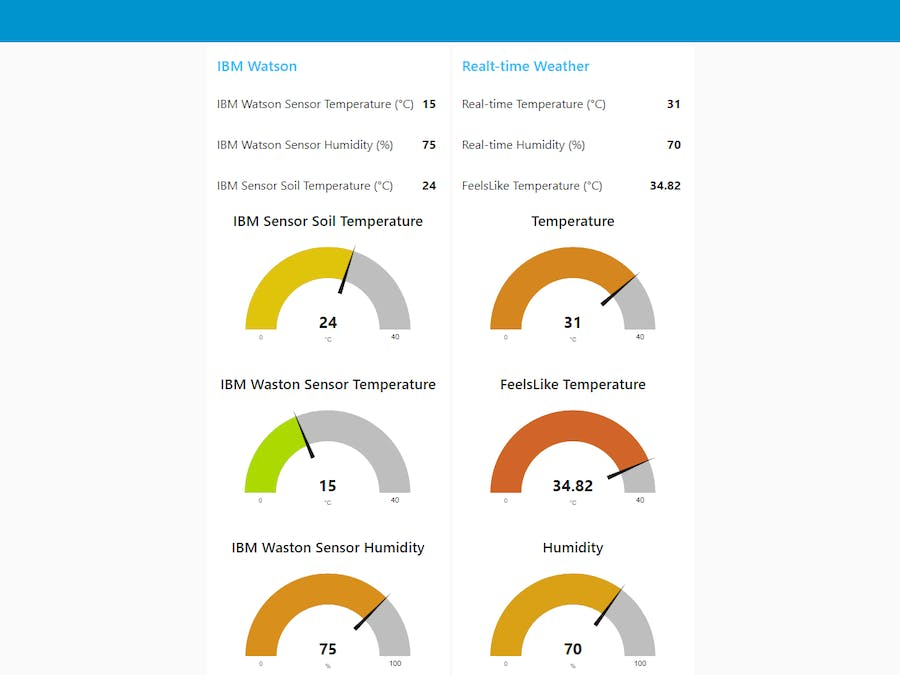 IBM Watson
IBM Watson Sensor Temperature (°C) 15
IBM Watson Sensor Humidity (%) 75
IBM Sensor Soil Temperature (°C) 24
IBM Sensor Soil Temperature
24
°C
0
40
IBM Waston Sensor Temperature
15
°C
0
40
IBM Waston Sensor Humidity
75
%
0
100
Realt-time Weather
Real-time Temperature (°C) 31
Real-time Humidity (%) 70
FeelsLike Temperature (°C) 34.82
Temperature
31
°C
0
40
FeelsLike Temperature
34.82
°C
0
40
Humidity
70
%
0
100